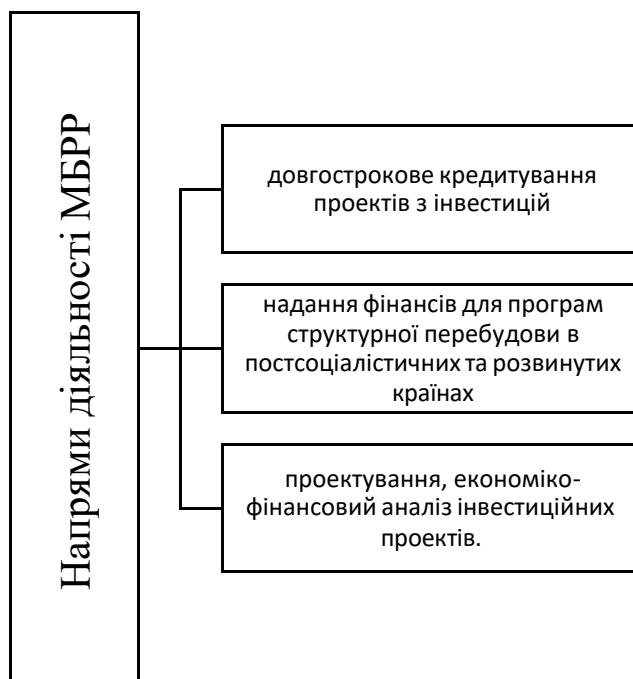 Напрями діяльності МБРР
довгострокове кредитування
проектів з інвестицій
надання фінансів для програм
структурної перебудови в
постсоціалістичних та розвинутих
країнах
проектування, економіко-
фінансовий аналіз інвестиційних
проектів.